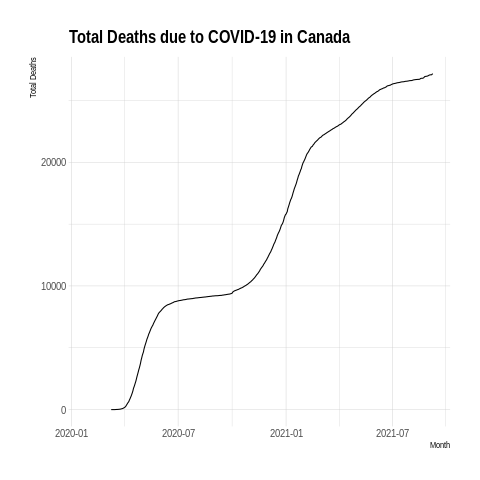 Total Deaths due to COVID-19 in Canada
Total Deaths
20000
10000
0
2020-01 2020-07 2021-01 2021-07
Month